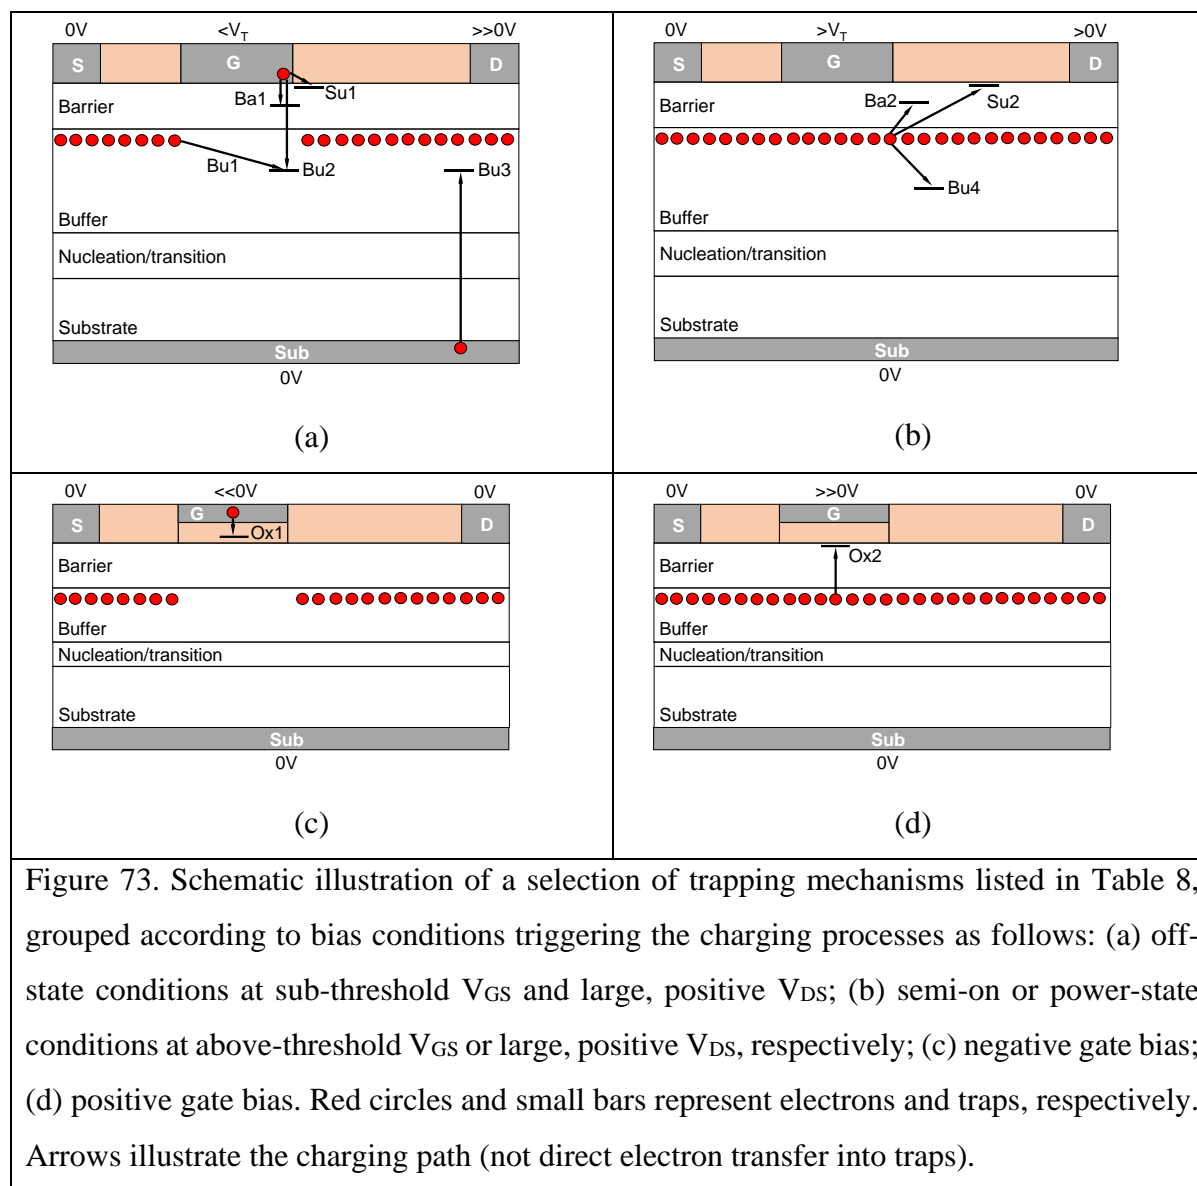 0V <V_T >>0V
S G D
Ba1 Su1
Barrier
Bu1 Bu2 Bu3
Buffer
Nucleation/transition
Substrate
Sub
0V
(a)
0V >V_T >0V
S G D
Ba2 Su2
Barrier
Bu4
Buffer
Nucleation/transition
Substrate
Sub
0V
(b)
0V <<0V 0V
S G D
Ox1
Barrier
Buffer
Nucleation/transition
Substrate
Sub
0V
(c)
0V >>0V 0V
S G D
Ox2
Barrier
Buffer
Nucleation/transition
Substrate
Sub
0V
(d)
Figure 73. Schematic illustration of a selection of trapping mechanisms listed in Table 8,
grouped according to bias conditions triggering the charging processes as follows: (a) off-
state conditions at sub-threshold VGS and large, positive VDS; (b) semi-on or power-state
conditions at above-threshold VGS or large, positive VDS, respectively; (c) negative gate bias;
(d) positive gate bias. Red circles and small bars represent electrons and traps, respectively.
Arrows illustrate the charging path (not direct electron transfer into traps).